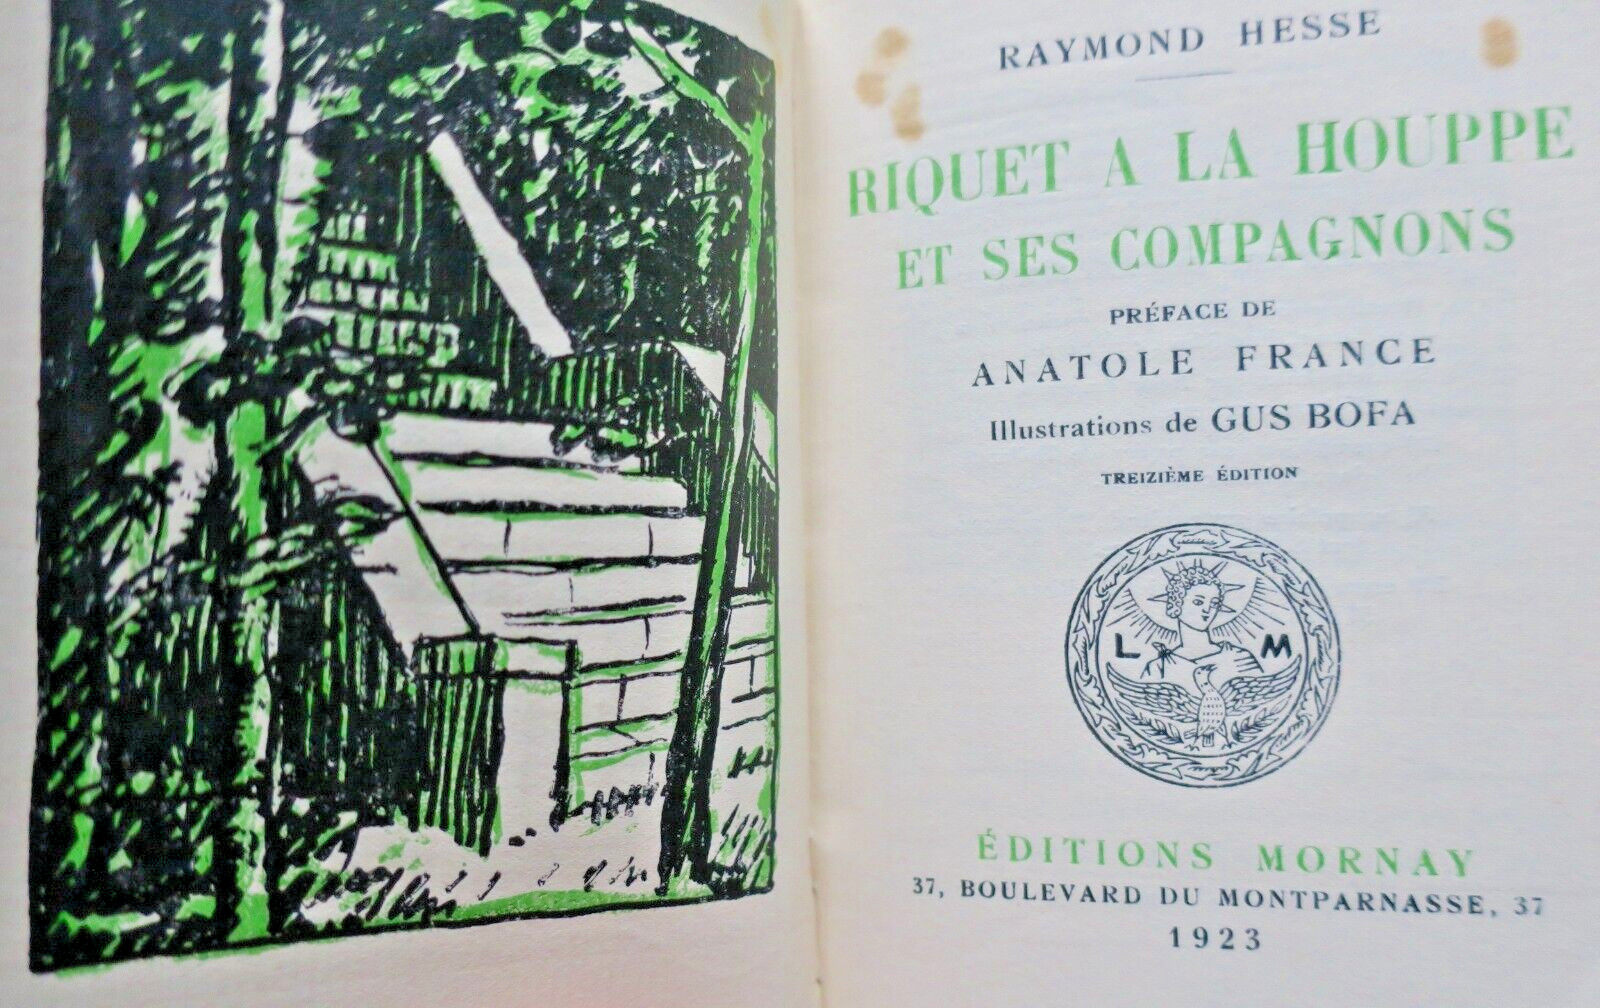 RAYMOND HESSE
RIQUET A LA HOUPPE
ET SES COMPAGNONS
PRÉFACE DE
ANATOLE FRANCE
Illustrations de GUS BOFA
TREIZIÈME ÉDITION
L M
ÉDITIONS MORNAY
37, BOULEVARD DU MONTPARNASSE, 37
1923